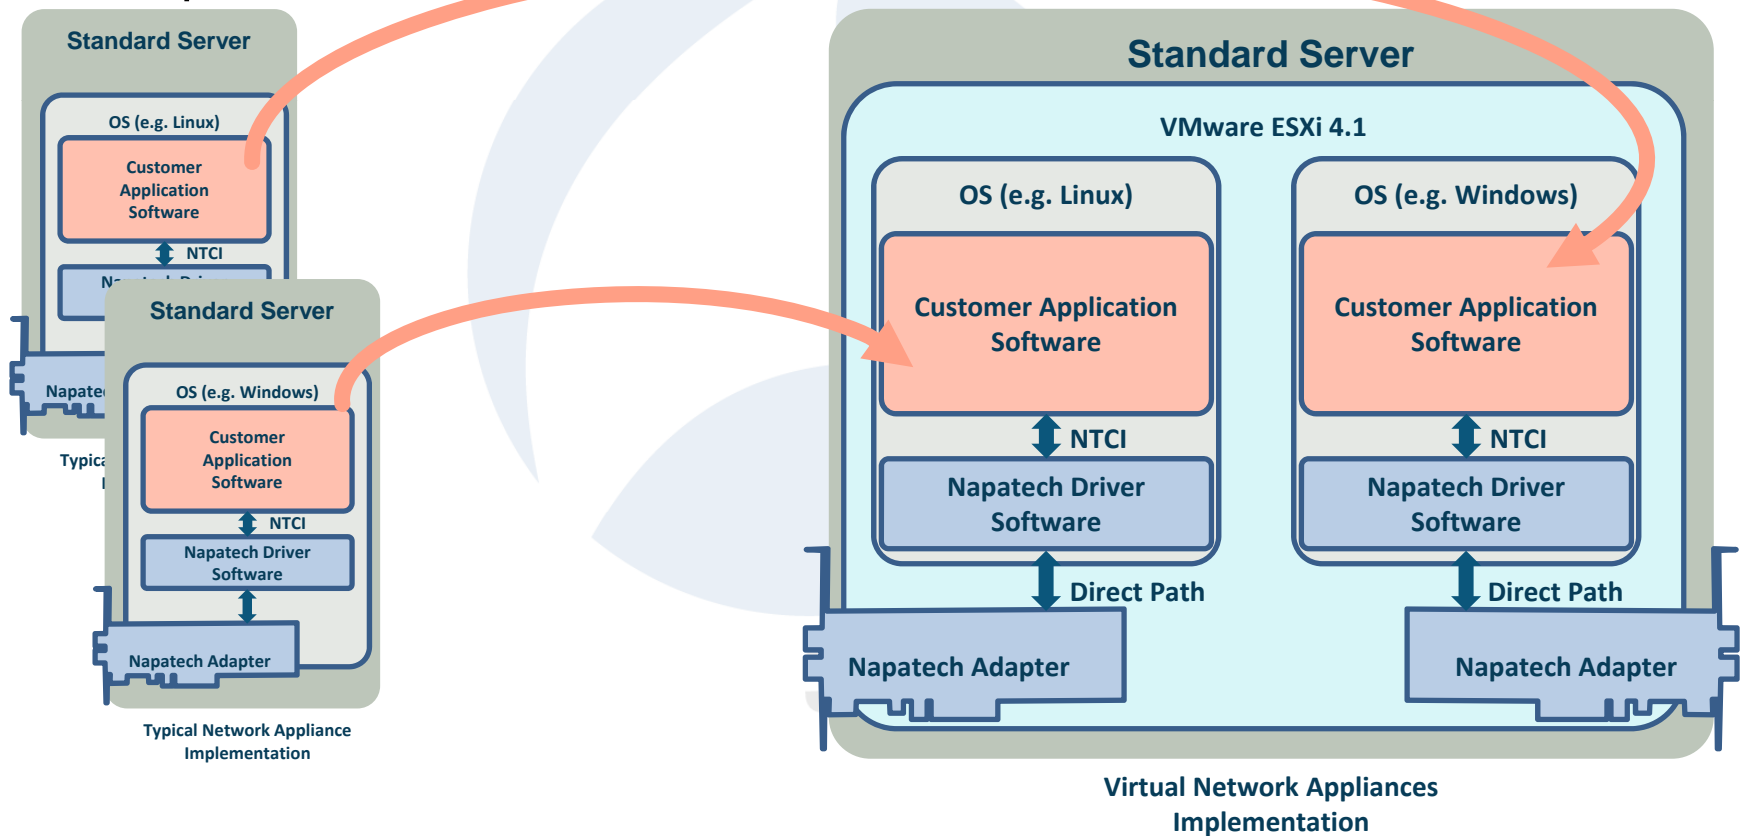 Standard Server
OS (e.g. Linux)
Customer
Application
Software
NTCI
Typical Network Appliance
Implementation
Standard Server
OS (e.g. Windows)
Customer
Application
Software
NTCI
Napatech Driver
Software
Napatech Adapter
Standard Server
VMware ESXi 4.1
OS (e.g. Linux)
Customer Application
Software
NTCI
Napatech Driver
Software
Direct Path
Napatech Adapter
OS (e.g. Windows)
Customer Application
Software
NTCI
Napatech Driver
Software
Direct Path
Napatech Adapter
Virtual Network Appliances
Implementation